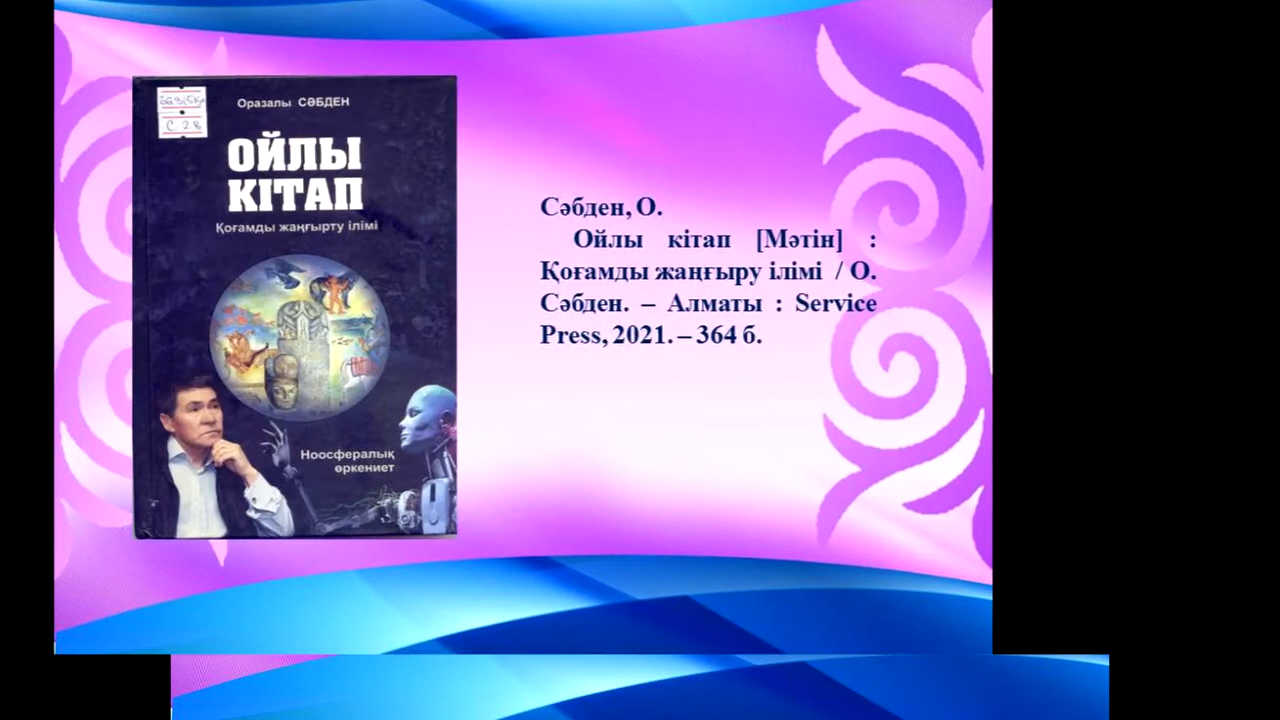 Оразалы СӘБДЕН
ОЙЛЫ
КІТАП
Қоғамды жаңғырту ілімі
Ноосфералық
өркениет
С 28
Сәбден, О.
Ойлы кітап [Мәтін] :
Қоғамды жаңғыру ілімі / О.
Сәбден. – Алматы : Service
Press, 2021. – 364 б.